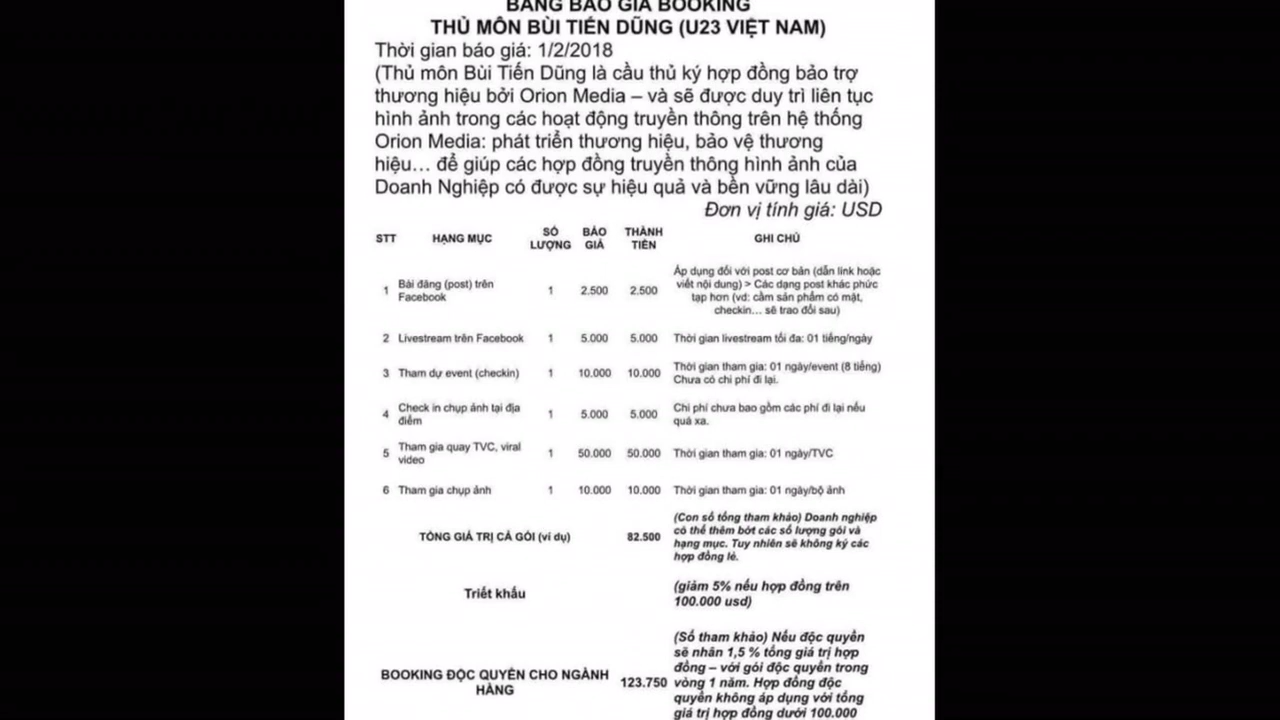 BẢNG BÁO GIÁ BOOKING
THỦ MÔN BÙI TIẾN DŨNG (U23 VIỆT NAM)
Thời gian báo giá: 1/2/2018
(Thủ môn Bùi Tiến Dũng là cầu thủ ký hợp đồng bảo trợ
thương hiệu bởi Orion Media – và sẽ được duy trì liên tục
hình ảnh trong các hoạt động truyền thông trên hệ thống
Orion Media: phát triển thương hiệu, bảo vệ thương
hiệu… để giúp các hợp đồng truyền thông hình ảnh của
Doanh Nghiệp có được sự hiệu quả và bền vững lâu dài)
Đơn vị tính giá: USD
STT HẠNG MỤC SỐ LƯỢNG BÁO GIÁ THÀNH TIỀN GHI CHÚ
1 Bài đăng (post) trên Facebook 1 2.500 2.500 Áp dụng đối với post cơ bản (dẫn link hoặc
viết nội dung) > Các dạng post khác phức
tạp hơn (vd: cầm sản phẩm có mặt,
checkin… sẽ trao đổi sau)
2 Livestream trên Facebook 1 5.000 5.000 Thời gian livestream tối đa: 01 tiếng/ngày
3 Tham dự event (checkin) 1 10.000 10.000 Thời gian tham gia: 01 ngày/event (8 tiếng)
Chưa có chi phí đi lại.
4 Check in chụp ảnh tại địa điểm 1 5.000 5.000 Chi phí chưa bao gồm các phí đi lại nếu
quá xa.
5 Tham gia quay TVC, viral video 1 50.000 50.000 Thời gian tham gia: 01 ngày/TVC
6 Tham gia chụp ảnh 1 10.000 10.000 Thời gian tham gia: 01 ngày/bộ ảnh
TỔNG GIÁ TRỊ CẢ GÓI (ví dụ) 82.500 (Con số tổng tham khảo) Doanh nghiệp
có thể thêm bớt các số lượng gói và
hạng mục. Tuy nhiên sẽ không ký các
hợp đồng lẻ.
Triết khấu (giảm 5% nếu hợp đồng trên
100.000 usd)
BOOKING ĐỘC QUYỀN CHO NGÀNH HÀNG 123.750 (Số tham khảo) Nếu độc quyền
sẽ nhân 1,5 % tổng giá trị hợp
đồng – với gói độc quyền trong
vòng 1 năm. Hợp đồng độc
quyền không áp dụng với tổng
giá trị hợp đồng dưới 100.000